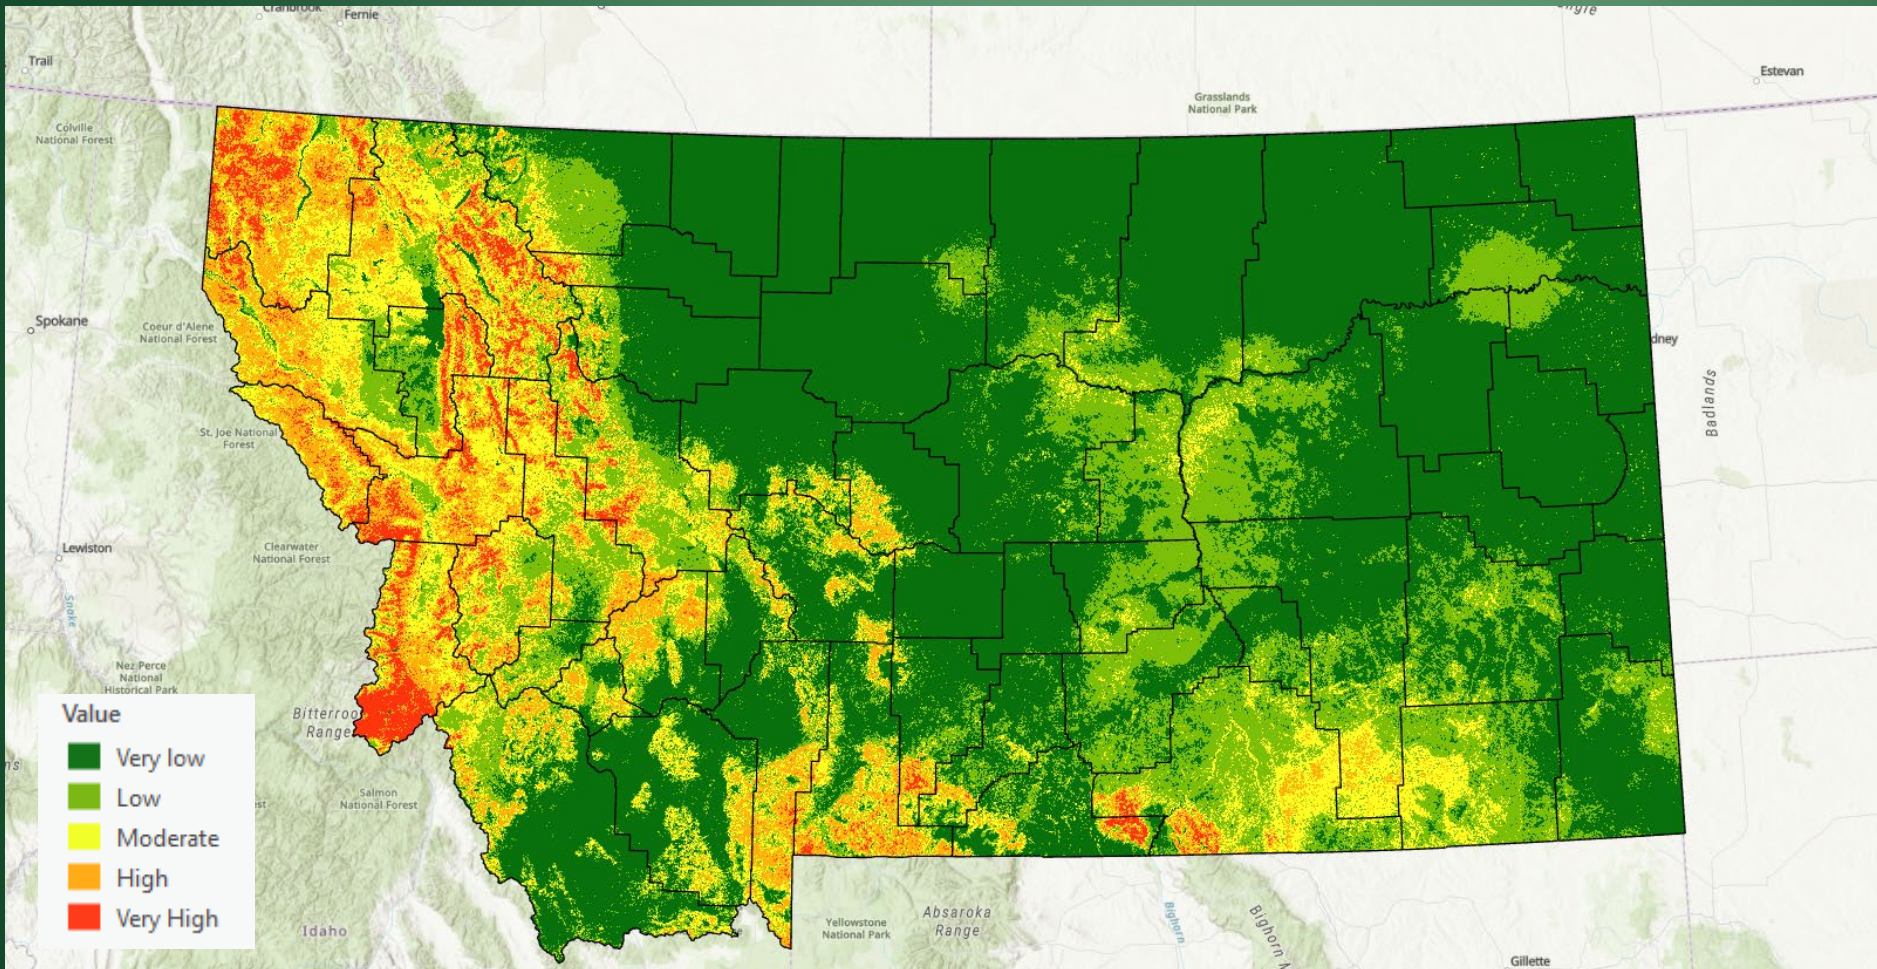 Cranbrook
Fernie
Trail
Estevan
Grasslands
National Park
Colville
National Forest
Spokane
Coeur d'Alene
National Forest
dney
Badlands
St. Joe National
Forest
Lewiston
Clearwater
National Forest
Snake
Nez Perce
National
Historical Park
Bitterroo
Range
Salmon
National Forest
Value
Very low
Low
Moderate
High
Very High
Idaho
Yellowstone
National Park
Absaroka
Range
Bighorn
Bighorn
Gillette